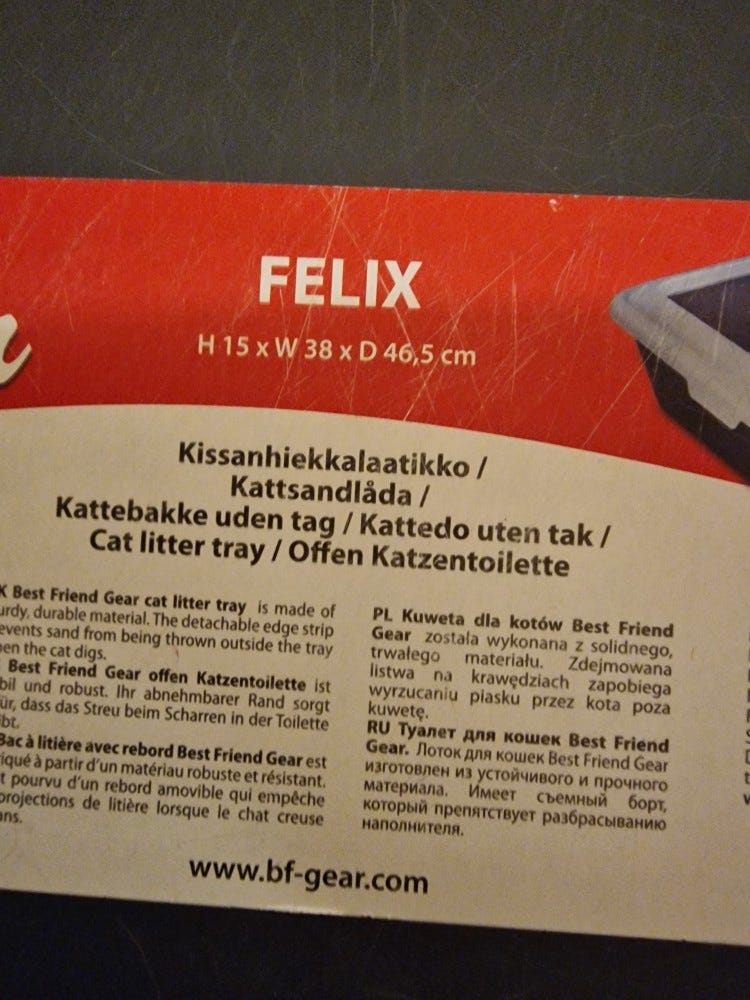 FELIX
H 15 x W 38 x D 46,5 cm
Kissanhiekkalaatikko /
Kattsandlåda /
Kattebakke uden tag / Kattedo uten tak /
Cat litter tray / Offen Katzentoilette
Best Friend Gear cat litter tray is made of
durable material. The detachable edge strip
sand from being thrown outside the tray
the cat digs.
Best Friend Gear offen Katzentoilette ist
und robust. Ihr abnehmbarer Rand sorgt
dass das Streu beim Scharren in der Toilette
Bac à litière avec rebord Best Friend Gear est
à partir d'un matériau robuste et résistant.
pourvu d'un rebord amovible qui empêche
projections de litière lorsque le chat creuse
PL Kuweta dla kotów Best Friend
Gear została wykonana z solidnego,
trwałego materiału. Zdejmowana
listwa na krawędziach zapobiega
wyrzucaniu piasku przez kota poza
kuwetę.
RU Туалет для кошек Best Friend
Gear. Лоток для кошек Best Friend Gear
изготовлен из устойчивого и прочного
материала. Имеет съемный борт,
который препятствует разбрасыванию
наполнителя.
www.bf-gear.com